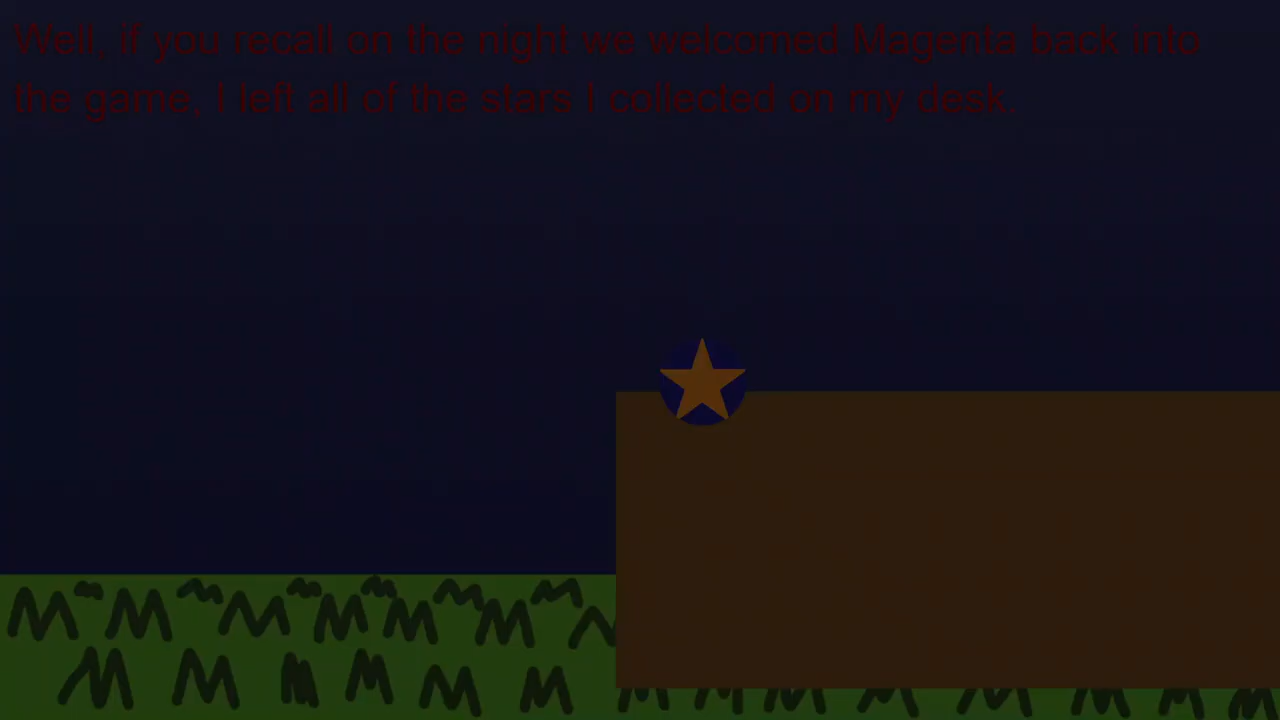 Well, if you recall on the night we welcomed Magenta back into
the game, I left all of the stars I collected on my desk.